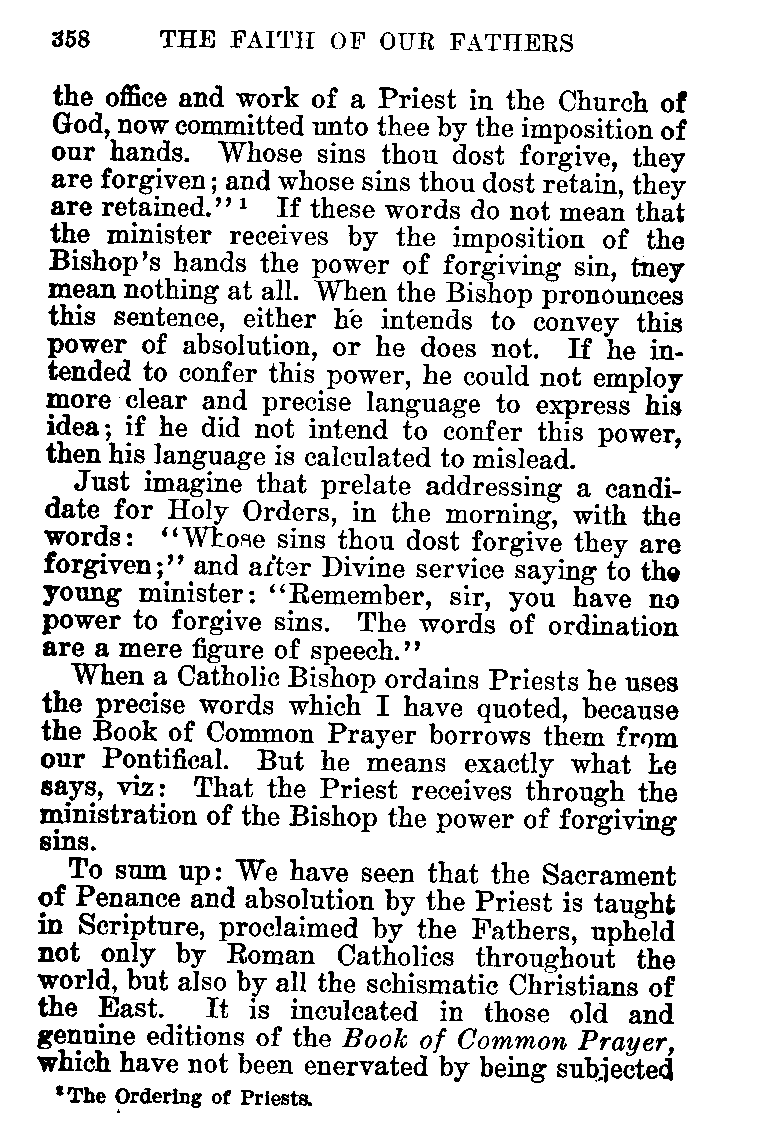 358 THE FAITH OF OUR FATHERS
the office and work of a Priest in the Church of
God, now committed unto thee by the imposition of
our hands. Whose sins thou dost forgive, they
are forgiven; and whose sins thou dost retain, they
are retained."¹ If these words do not mean that
the minister receives by the imposition of the
Bishop's hands the power of forgiving sin, they
mean nothing at all. When the Bishop pronounces
this sentence, either he intends to convey this
power of absolution, or he does not. If he in-
tended to confer this power, he could not employ
more clear and precise language to express his
idea; if he did not intend to confer this power,
then his language is calculated to mislead.
Just imagine that prelate addressing a candi-
date for Holy Orders, in the morning, with the
words: "Whose sins thou dost forgive they are
forgiven;" and after Divine service saying to the
young minister: "Remember, sir, you have no
power to forgive sins. The words of ordination
are a mere figure of speech."
When a Catholic Bishop ordains Priests he uses
the precise words which I have quoted, because
the Book of Common Prayer borrows them from
our Pontifical. But he means exactly what he
says, viz: That the Priest receives through the
ministration of the Bishop the power of forgiving
sins.
To sum up: We have seen that the Sacrament
of Penance and absolution by the Priest is taught
in Scripture, proclaimed by the Fathers, upheld
not only by Roman Catholics throughout the
world, but also by all the schismatic Christians of
the East. It is inculcated in those old and
genuine editions of the Book of Common Prayer,
which have not been enervated by being subjected
¹The Ordering of Priests.